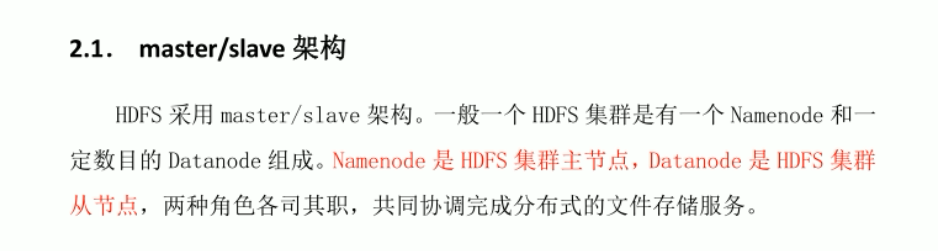 2.1. master/slave 架构
HDFS 采用 master/slave 架构。一般一个 HDFS 集群是有一个 Namenode 和一
定数目的 Datanode 组成。Namenode 是 HDFS 集群主节点，Datanode 是 HDFS 集群
从节点，两种角色各司其职，共同协调完成分布式的文件存储服务。